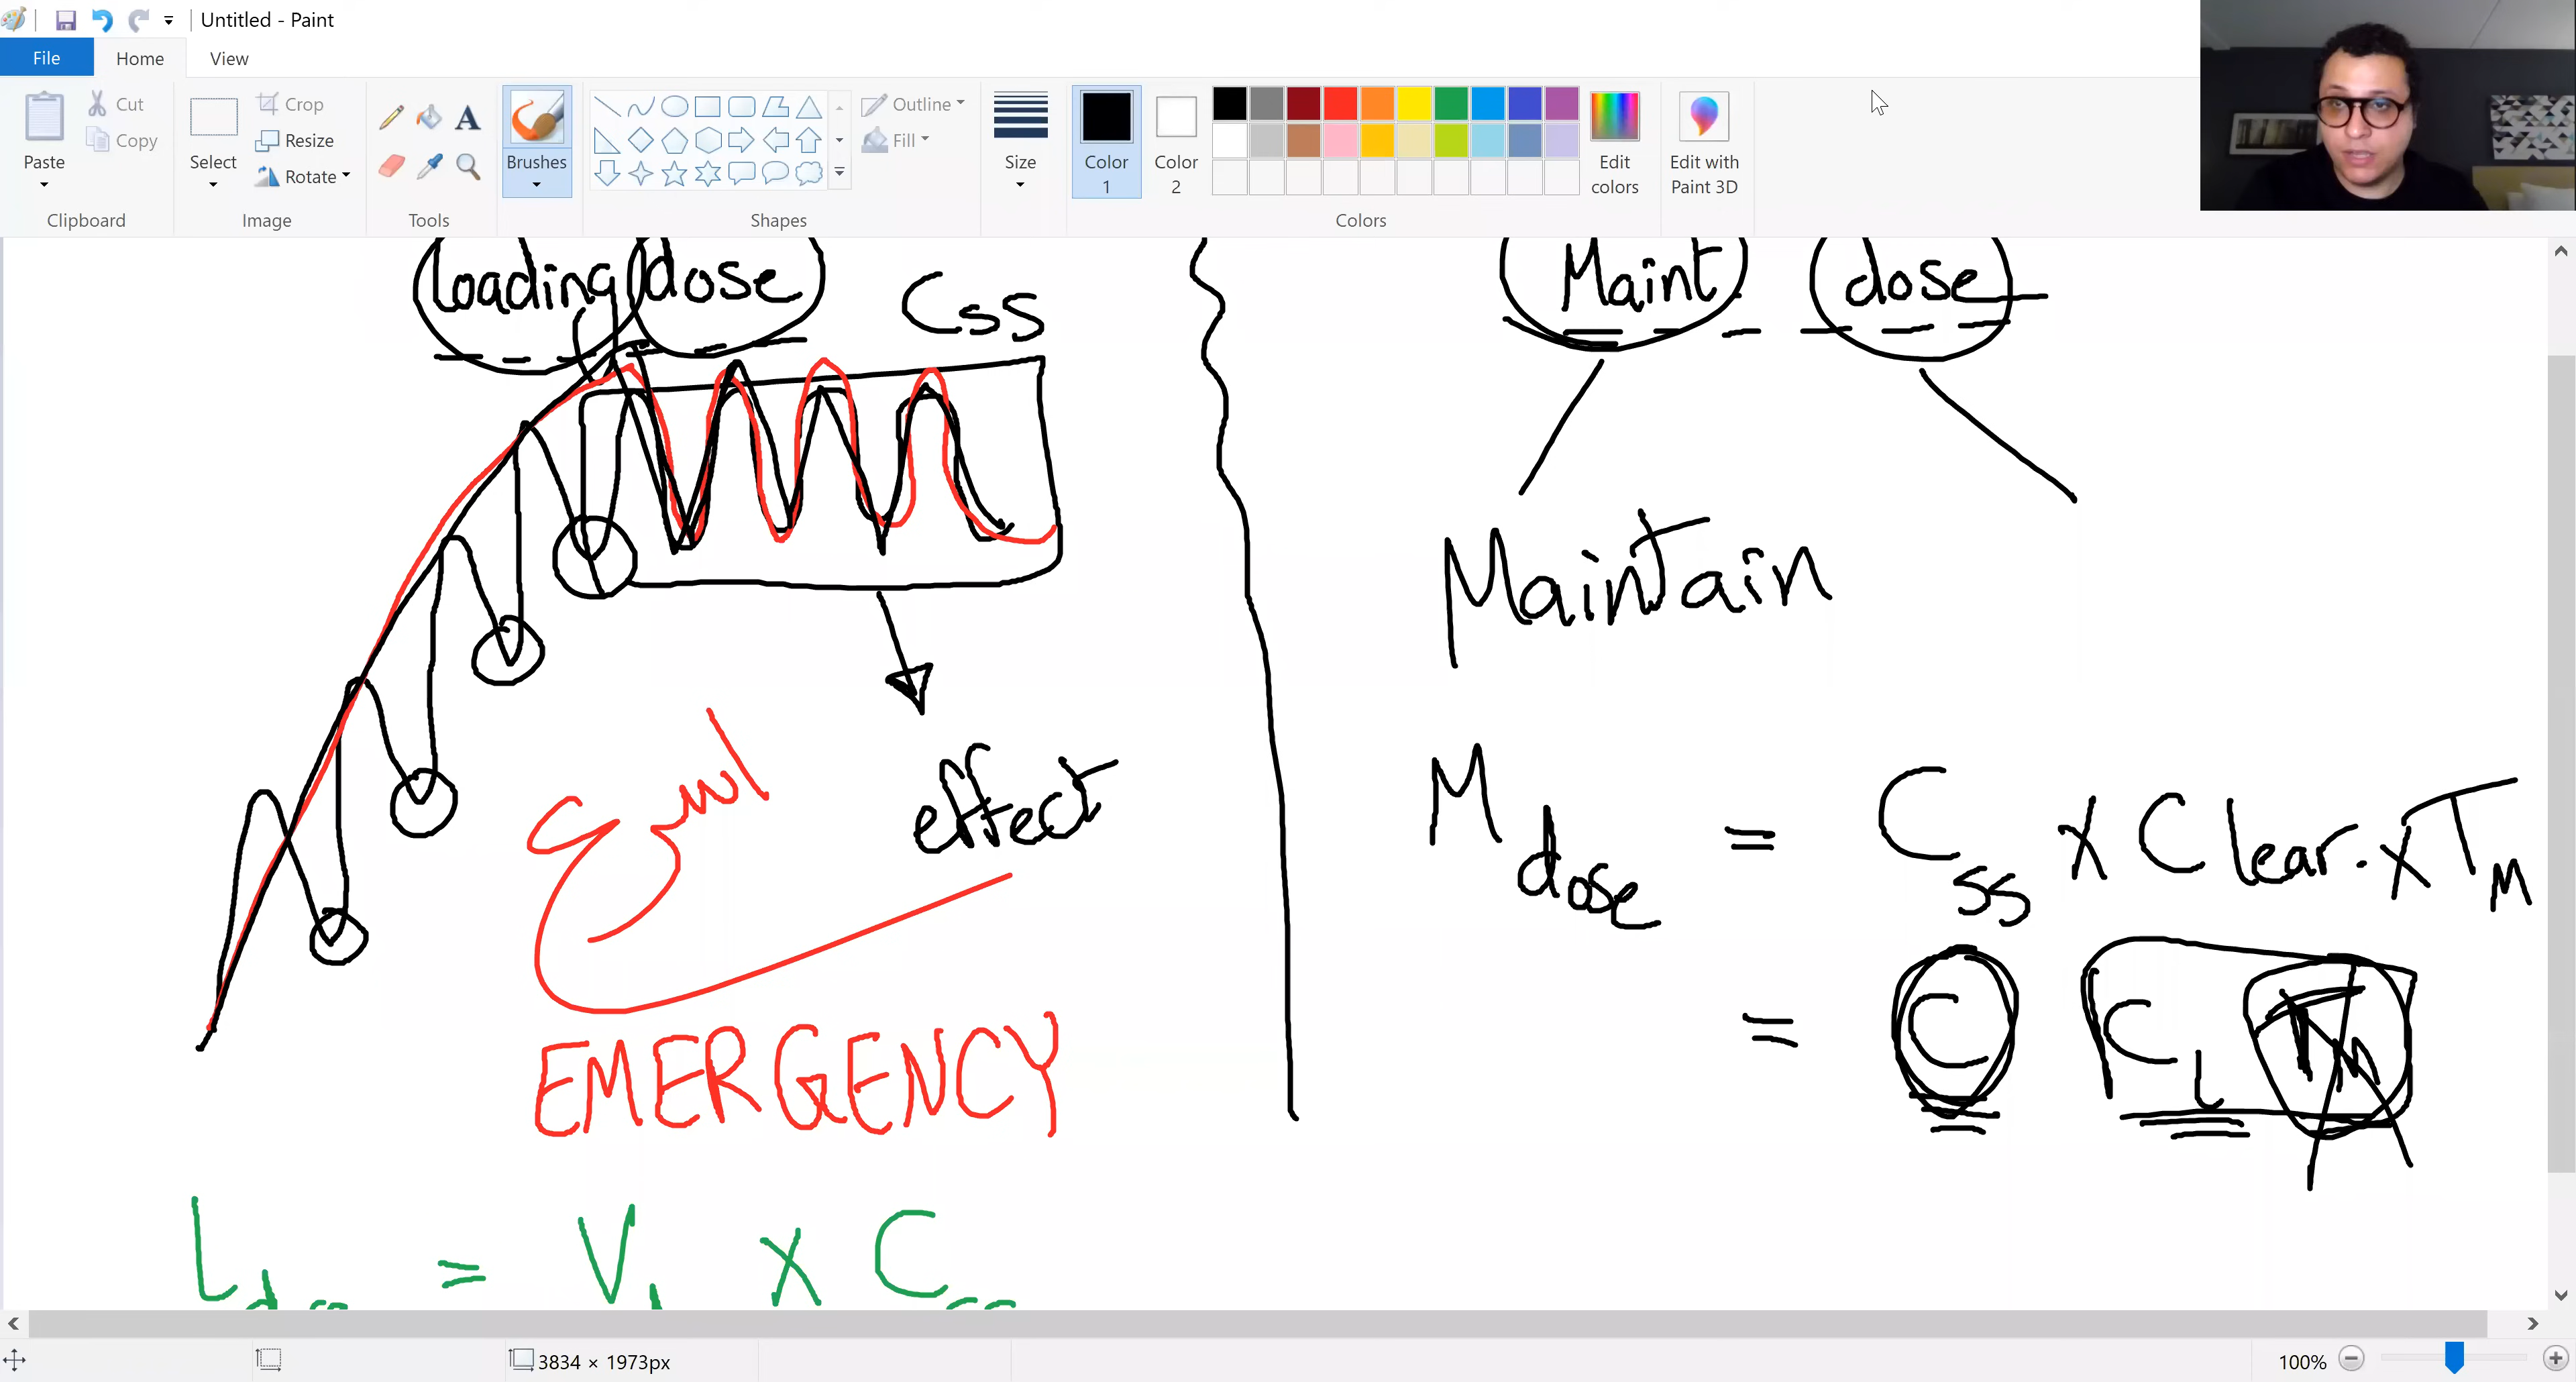 Untitled - Paint
File Home View
Paste
Cut
Copy
Clipboard
Select
Crop
Resize
Rotate
Image
A
Tools
Brushes
Outline
Fill
Shapes
Size
Color 1
Color 2
Edit colors
Colors
Edit with Paint 3D
loading dose
Css
effect
EMERGENCY
L = V x C
Maint dose
Maintain
M dose = Css x Clear. x TM
= C CL TM
3834 × 1973px
100%